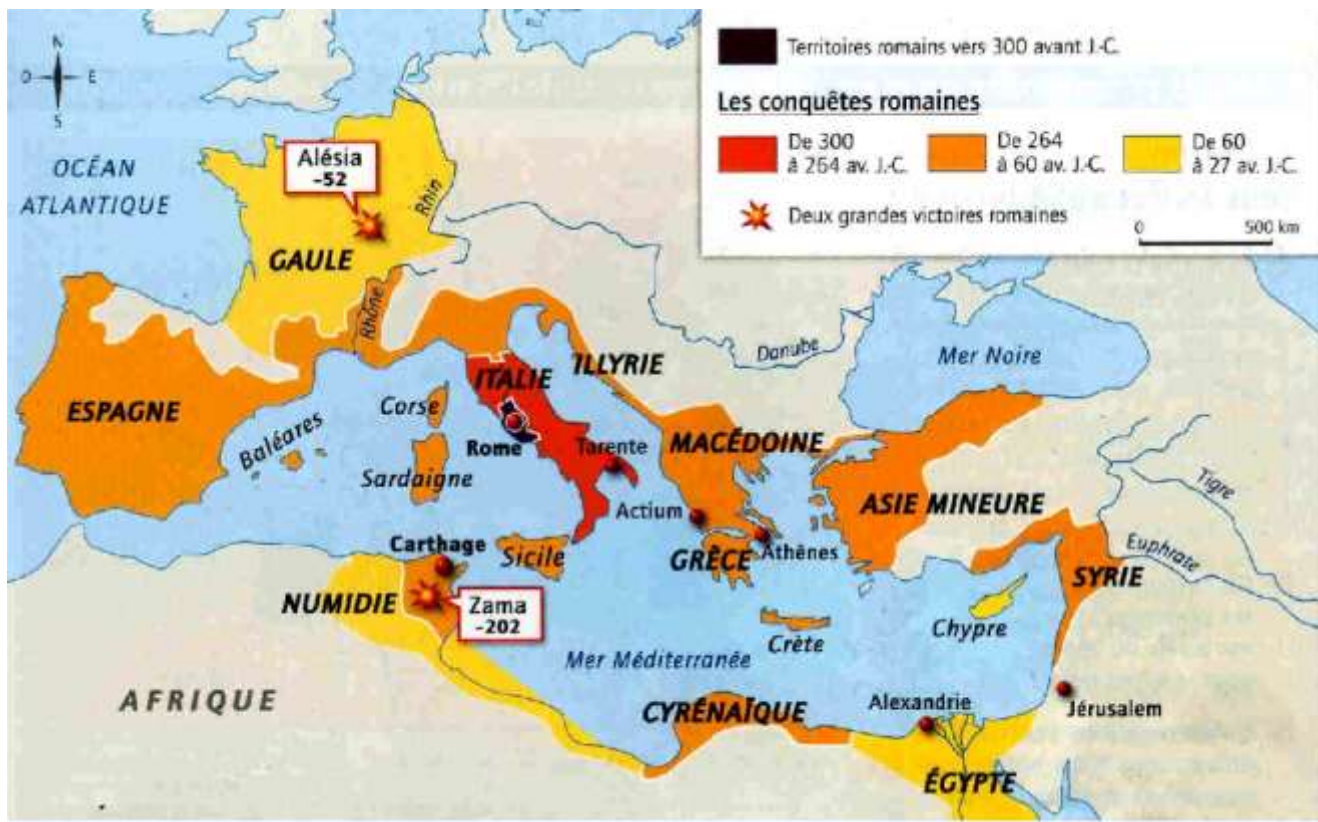 N
O
E
S
Territoires romains vers 300 avant J.-C.
Les conquêtes romaines
De 300
à 264 av. J.-C.
De 264
à 60 av. J.-C.
De 60
à 27 av. J.-C.
Deux grandes victoires romaines
0
500 km
OCÉAN
ATLANTIQUE
Alésia
-52
Rhin
GAULE
Rhône
Danube
Mer Noire
ESPAGNE
Baléares
Corse
Sardaigne
ITALIE
Rome
ILLYRIE
Tarente
MACÉDOINE
Actium
GRÈCE
Athènes
ASIE MINEURE
Tigre
Euphrate
SYRIE
Carthage
Sicile
NUMIDIE
Zama
-202
Crète
Chypre
Mer Méditerranée
AFRIQUE
CYRÉNAÏQUE
Alexandrie
Jérusalem
ÉGYPTE